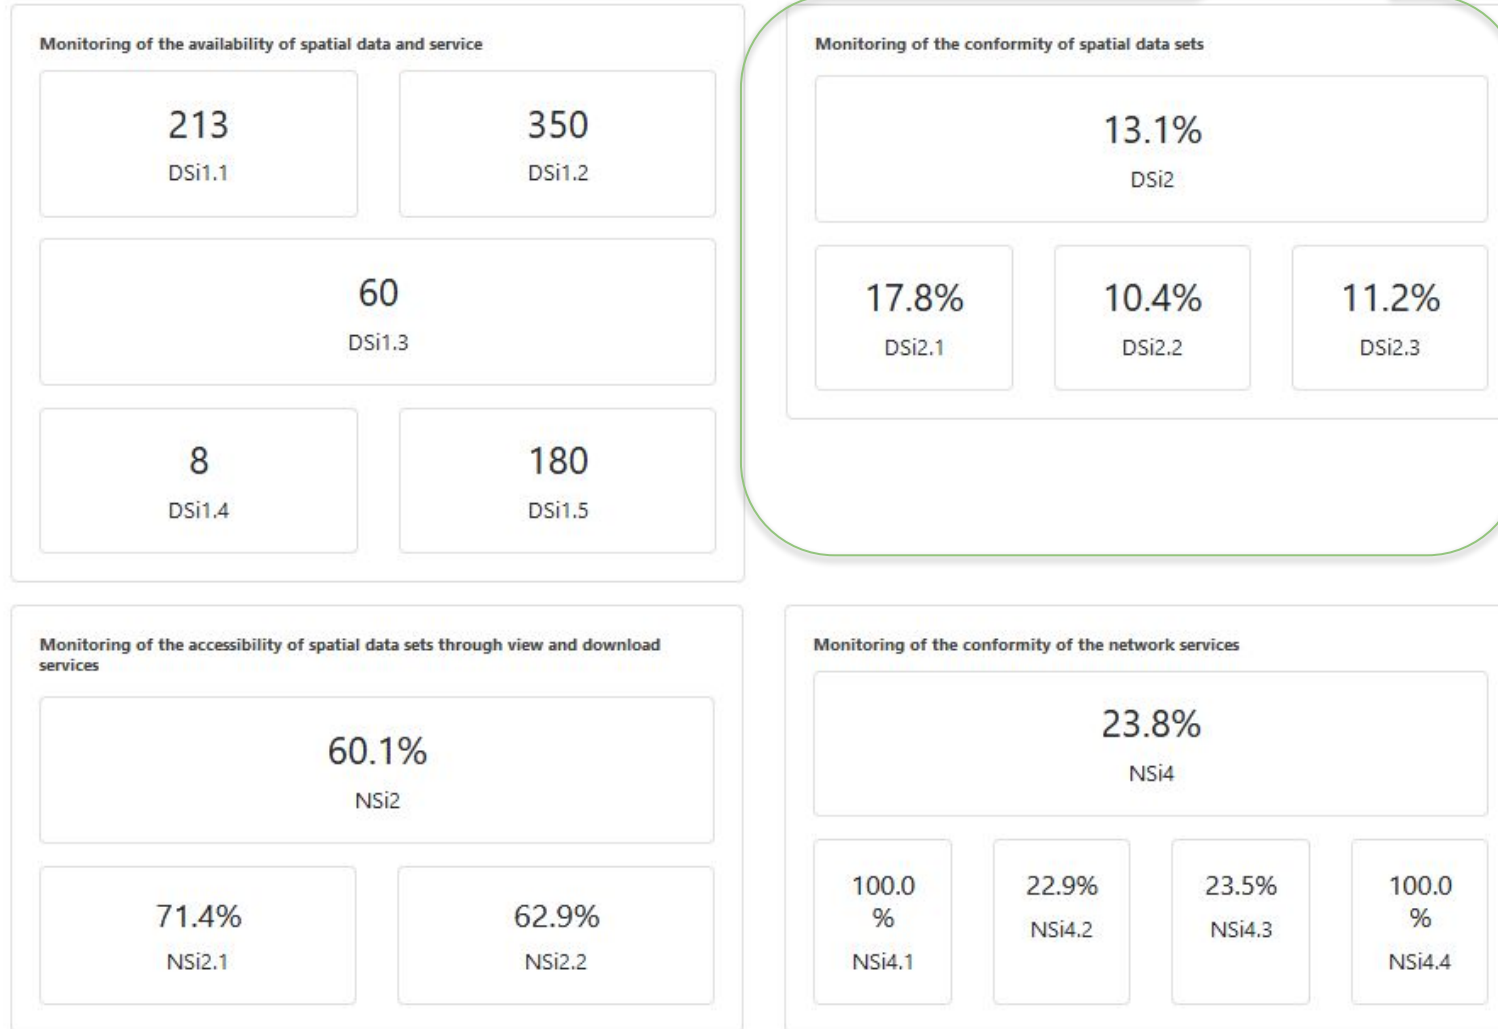 Monitoring of the availability of spatial data and service
213
DSi1.1
350
DSi1.2
60
DSi1.3
8
DSi1.4
180
DSi1.5
Monitoring of the conformity of spatial data sets
13.1%
DSi2
17.8%
DSi2.1
10.4%
DSi2.2
11.2%
DSi2.3
Monitoring of the accessibility of spatial data sets through view and download
services
60.1%
NSi2
71.4%
NSi2.1
62.9%
NSi2.2
Monitoring of the conformity of the network services
23.8%
NSi4
100.0
%
NSi4.1
22.9%
NSi4.2
23.5%
NSi4.3
100.0
%
NSi4.4